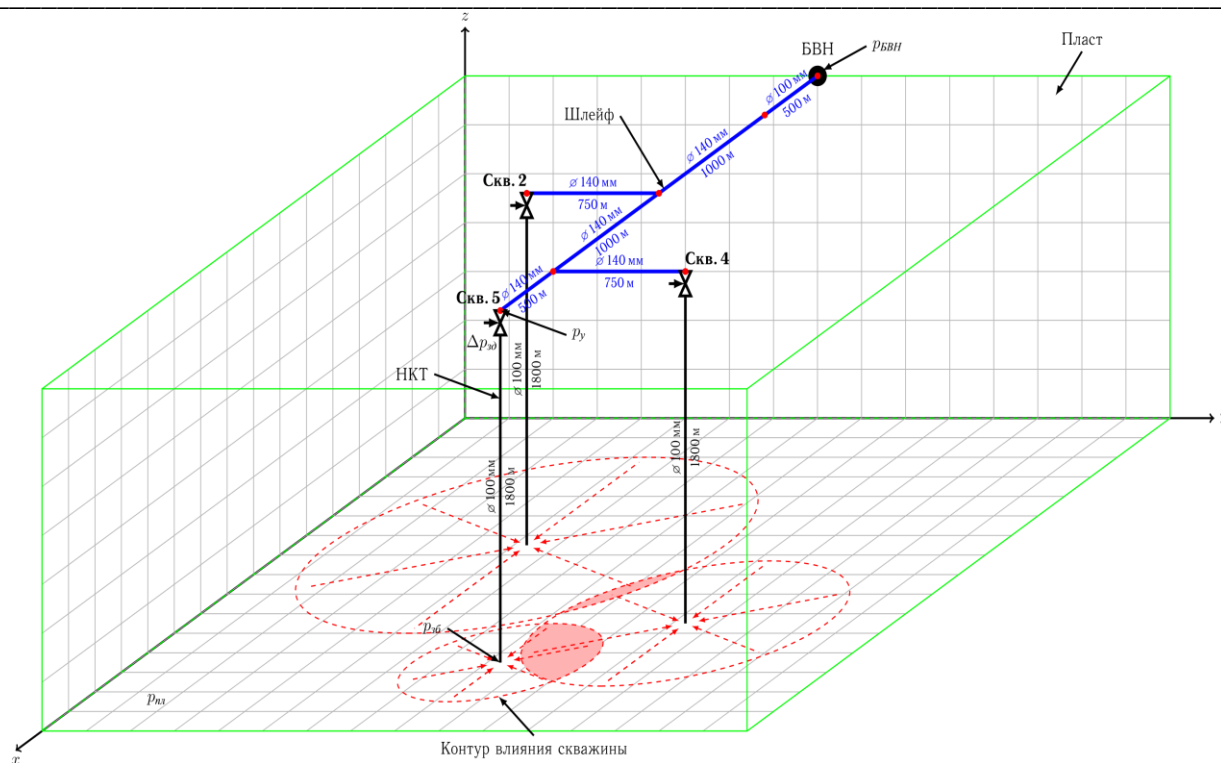 z
БВН
p_БВН
Пласт
⌀ 100 мм
500 м
Шлейф
⌀ 140 мм
1000 м
Скв. 2
⌀ 140 мм
750 м
⌀ 140 мм
1000 м
⌀ 140 мм
750 м
Скв. 4
⌀ 140 мм
500 м
Скв. 5
p_у
Δp_зд
НКТ
⌀ 100 мм
1800 м
⌀ 100 мм
1800 м
⌀ 100 мм
1800 м
p_зб
p_пл
Контур влияния скважины
x